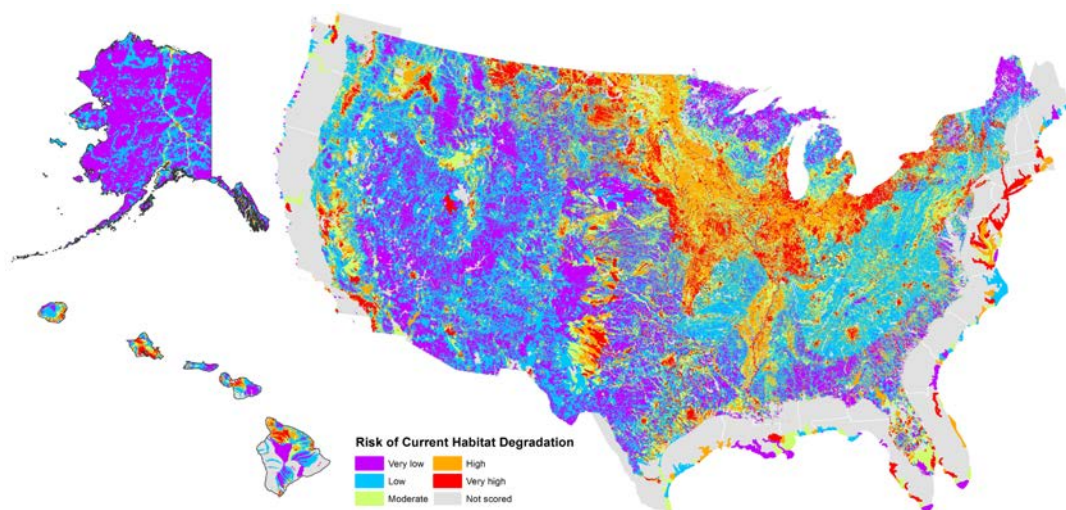 Risk of Current Habitat Degradation
Very low
High
Low
Very high
Moderate
Not scored